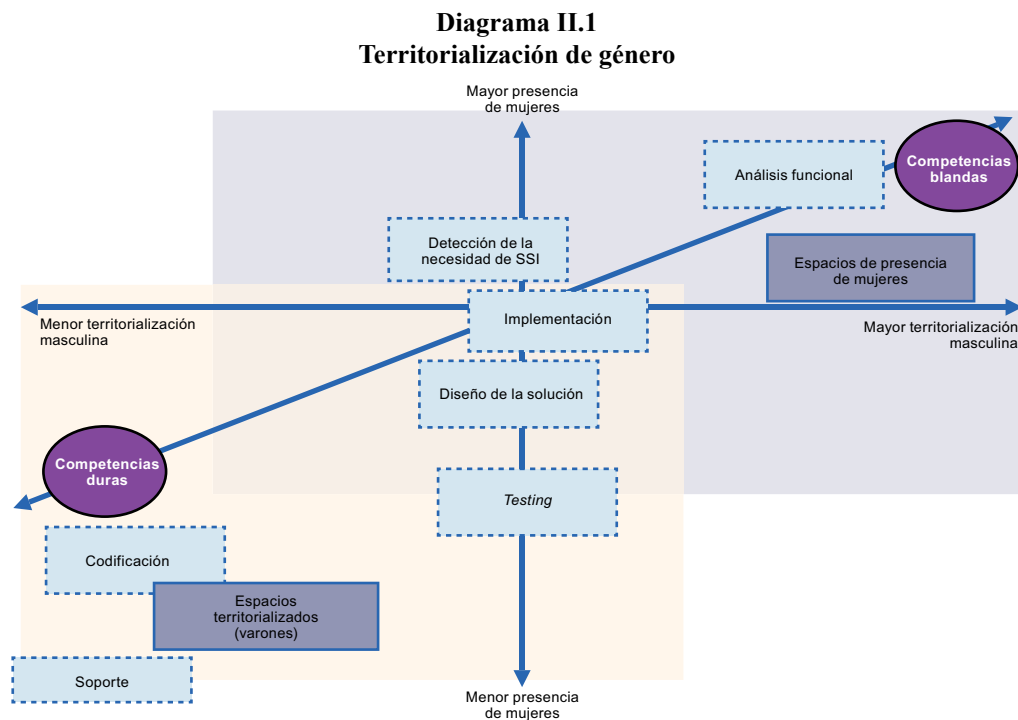 Diagrama II.1
Territorialización de género
Mayor presencia
de mujeres
Competencias
blandas
Análisis funcional
Detección de la
necesidad de SSI
Espacios de presencia
de mujeres
Implementación
Menor territorialización
masculina
Mayor territorialización
masculina
Diseño de la solución
Competencias
duras
Testing
Codificación
Espacios
territorializados
(varones)
Soporte
Menor presencia
de mujeres